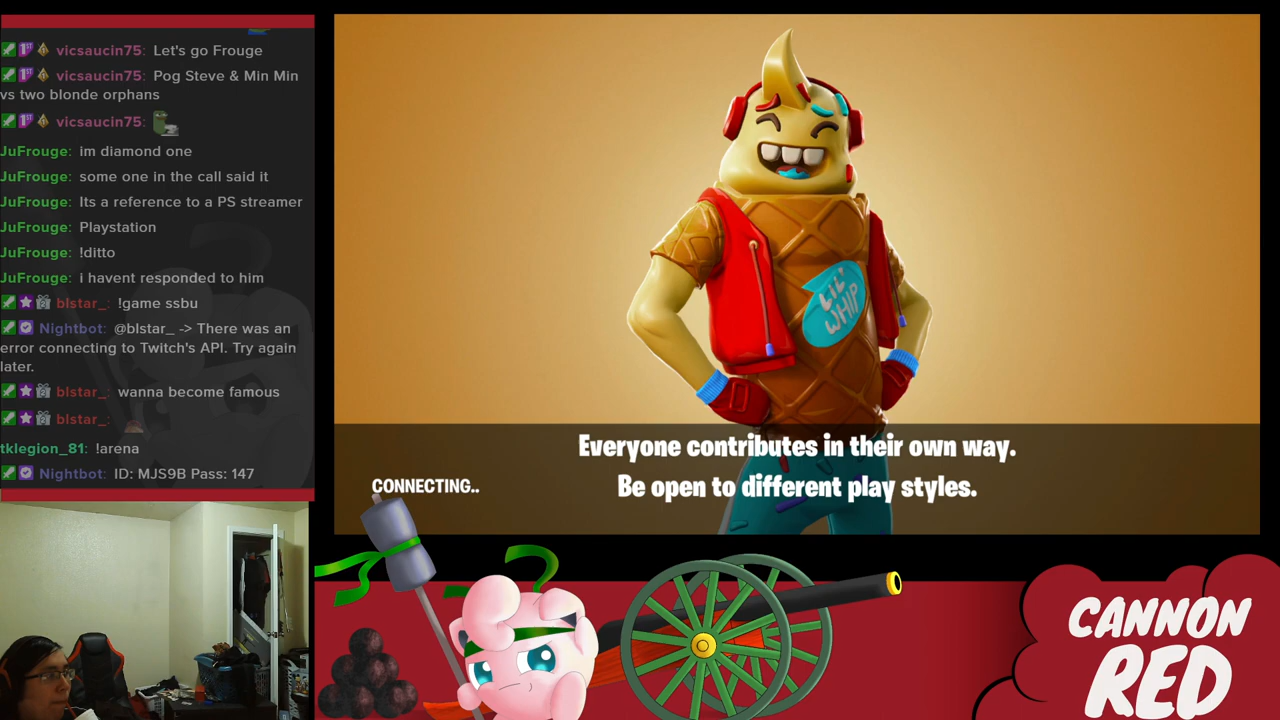 vicsaucin75: Let's go Frouge
vicsaucin75: Pog Steve & Min Min
vs two blonde orphans
vicsaucin75:
JuFrouge: im diamond one
JuFrouge: some one in the call said it
JuFrouge: Its a reference to a PS streamer
JuFrouge: Playstation
JuFrouge: !ditto
JuFrouge: i havent responded to him
blstar_: !game ssbu
Nightbot: @blstar_ -> There was an
error connecting to Twitch's API. Try again
later.
blstar_: wanna become famous
blstar_:
tklegion_81: !arena
Nightbot: ID: MJS9B Pass: 147
LIL'
WHIP
Everyone contributes in their own way.
Be open to different play styles.
CONNECTING..
CANNON
RED